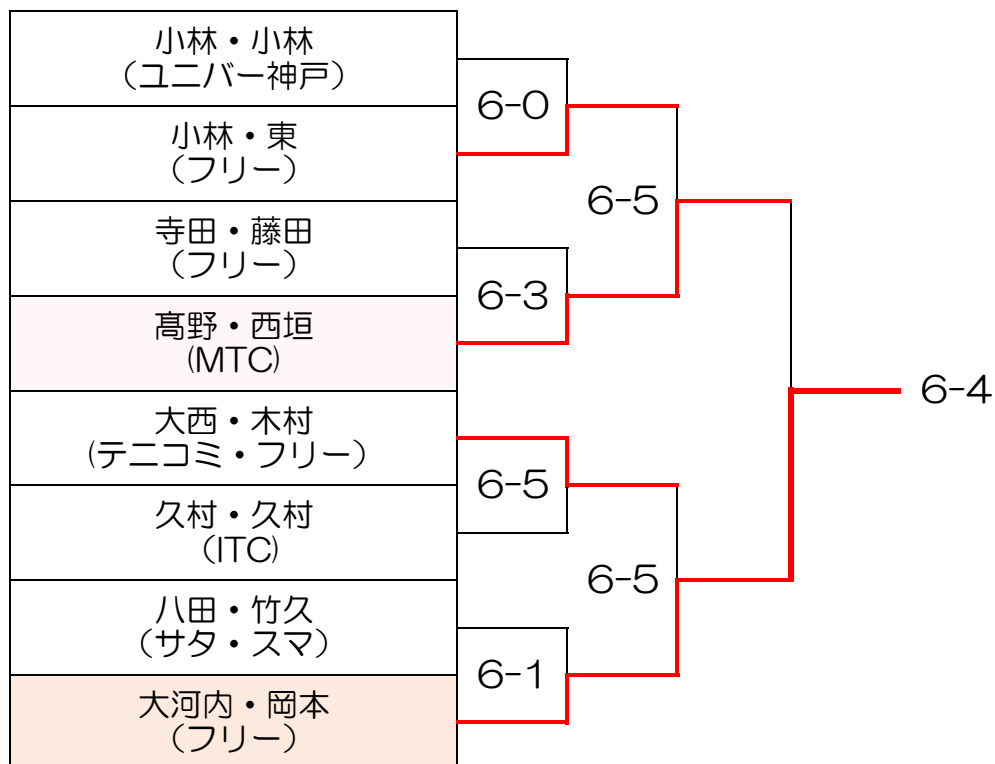 小林・小林
（ユニバー神戸）
小林・東
（フリー）
寺田・藤田
（フリー）
髙野・西垣
(MTC)
大西・木村
(テニコミ・フリー）
久村・久村
（ITC)
八田・竹久
（サタ・スマ）
大河内・岡本
（フリー）
6-0
6-3
6-5
6-1
6-5
6-5
6-4